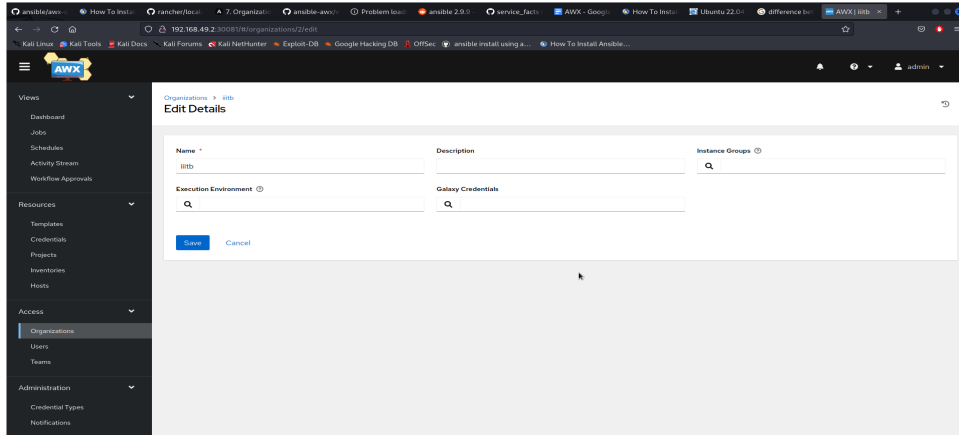 ansible/awx-o
How To Instal
rancher/local-
7. Organizatio
ansible-awx/
Problem loadi
ansible 2.9.9
service_facts
AWX - Google
How To Instal
Ubuntu 22.04
difference be
AWX | iiitb
192.168.49.2:30081/#/organizations/2/edit
Kali Linux
Kali Tools
Kali Docs
Kali Forums
Kali NetHunter
Exploit-DB
Google Hacking DB
OffSec
ansible install using a...
How To Install Ansible...
AWX
admin
Views
Dashboard
Jobs
Schedules
Activity Stream
Workflow Approvals
Resources
Templates
Credentials
Projects
Inventories
Hosts
Access
Organizations
Users
Teams
Administration
Credential Types
Notifications
Organizations > iiitb
Edit Details
Name *
iiitb
Description
Instance Groups
Execution Environment
Galaxy Credentials
Save
Cancel